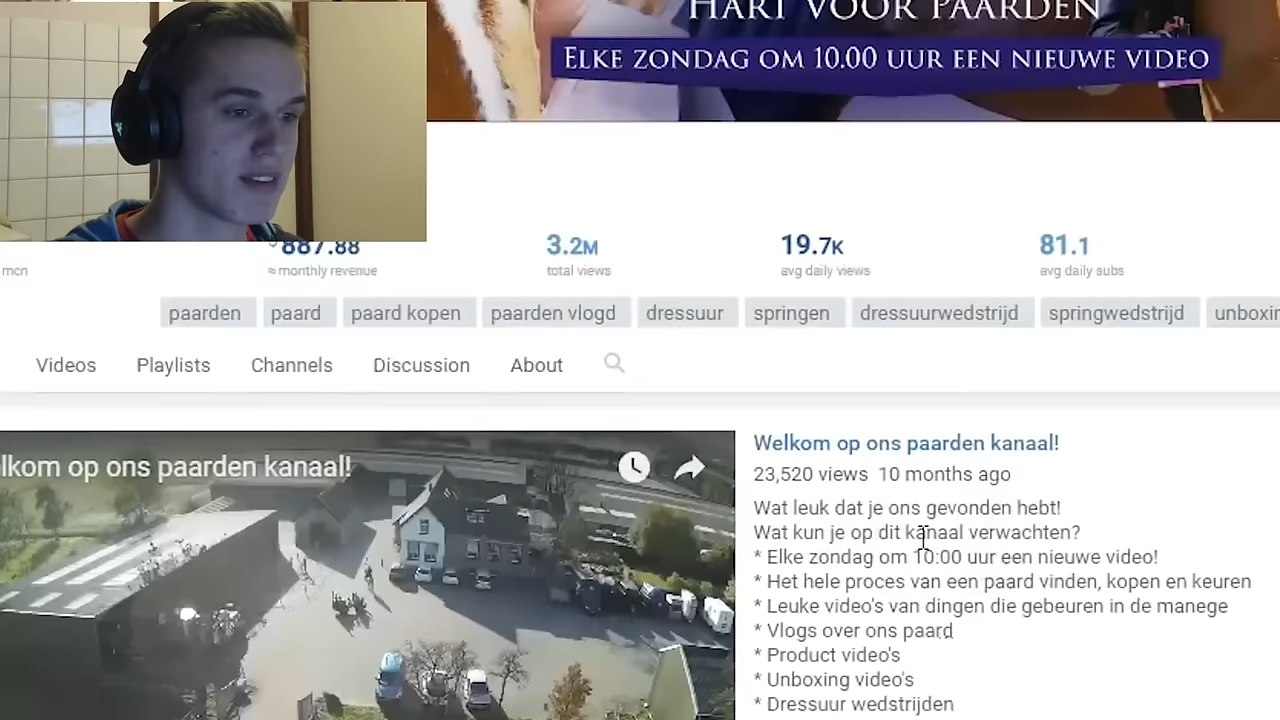 HART VOOR PAARDEN
ELKE ZONDAG OM 10.00 UUR EEN NIEUWE VIDEO
887.88
3.2M
19.7K
81.1
mcn
≈ monthly revenue
total views
avg daily views
avg daily subs
paarden
paard
paard kopen
paarden vlogd
dressuur
springen
dressuurwedstrijd
springwedstrijd
unboxin
Videos
Playlists
Channels
Discussion
About
lkom op ons paarden kanaal!
Welkom op ons paarden kanaal!
23,520 views 10 months ago
Wat leuk dat je ons gevonden hebt!
Wat kun je op dit kanaal verwachten?
* Elke zondag om 10:00 uur een nieuwe video!
* Het hele proces van een paard vinden, kopen en keuren
* Leuke video's van dingen die gebeuren in de manege
* Vlogs over ons paard
* Product video's
* Unboxing video's
* Dressuur wedstrijden